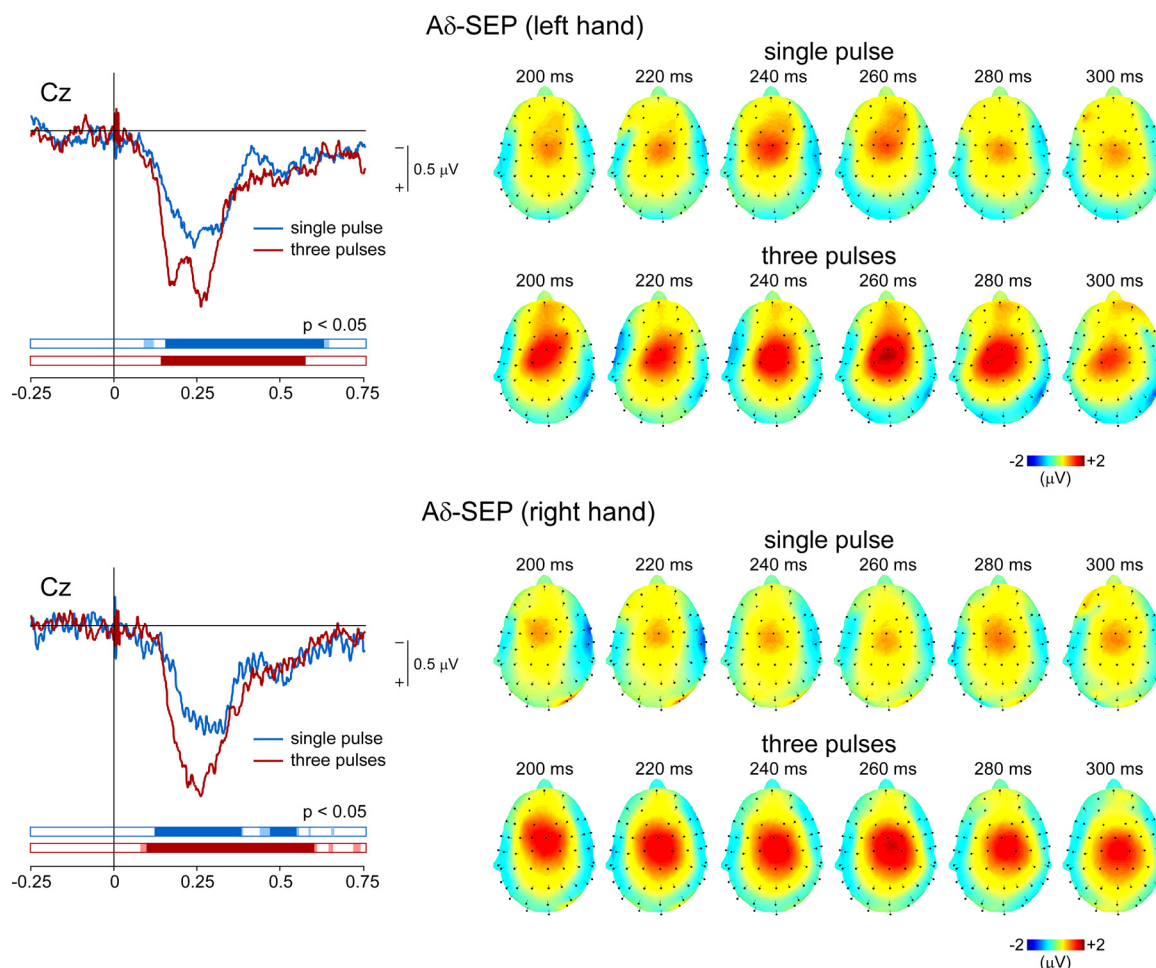 Aδ-SEP (left hand)
single pulse
200 ms 220 ms 240 ms 260 ms 280 ms 300 ms
Cz
−
0.5 μV
+
single pulse
three pulses
three pulses
200 ms 220 ms 240 ms 260 ms 280 ms 300 ms
p < 0.05
-0.25 0 0.25 0.5 0.75
-2 +2
(μV)
Aδ-SEP (right hand)
single pulse
200 ms 220 ms 240 ms 260 ms 280 ms 300 ms
Cz
−
0.5 μV
+
single pulse
three pulses
three pulses
200 ms 220 ms 240 ms 260 ms 280 ms 300 ms
p < 0.05
-0.25 0 0.25 0.5 0.75
-2 +2
(μV)